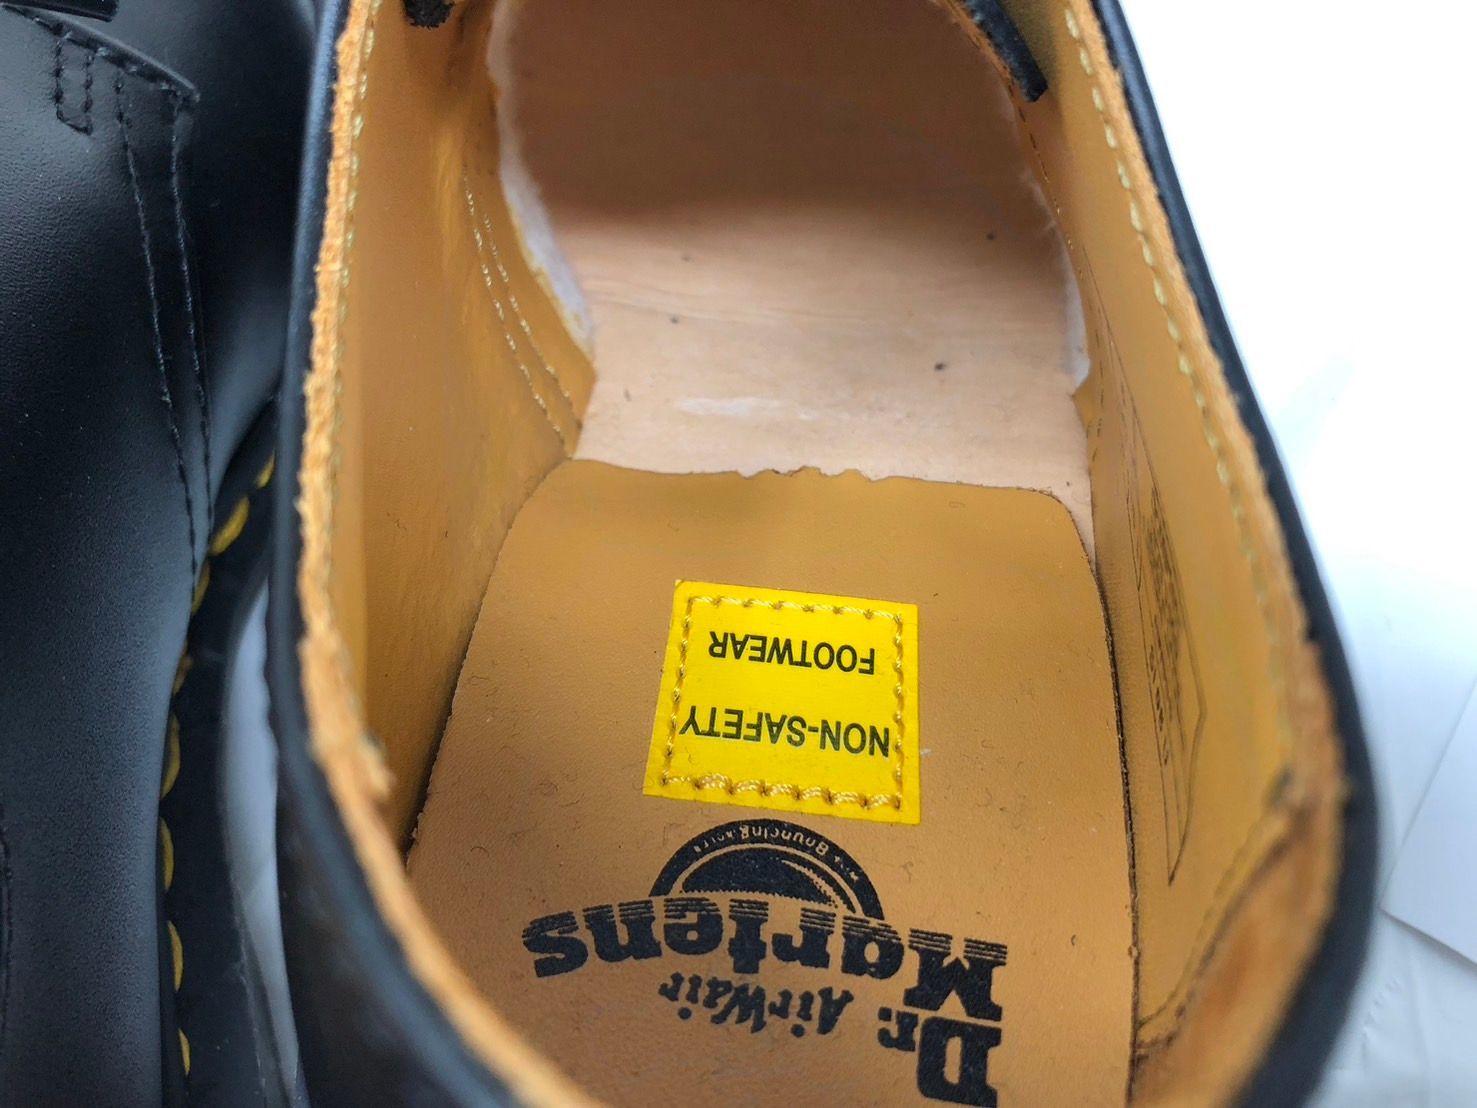 NON-SAFETY
FOOTWEAR
Dr.
Martens
AirWair
With Bouncing Soles